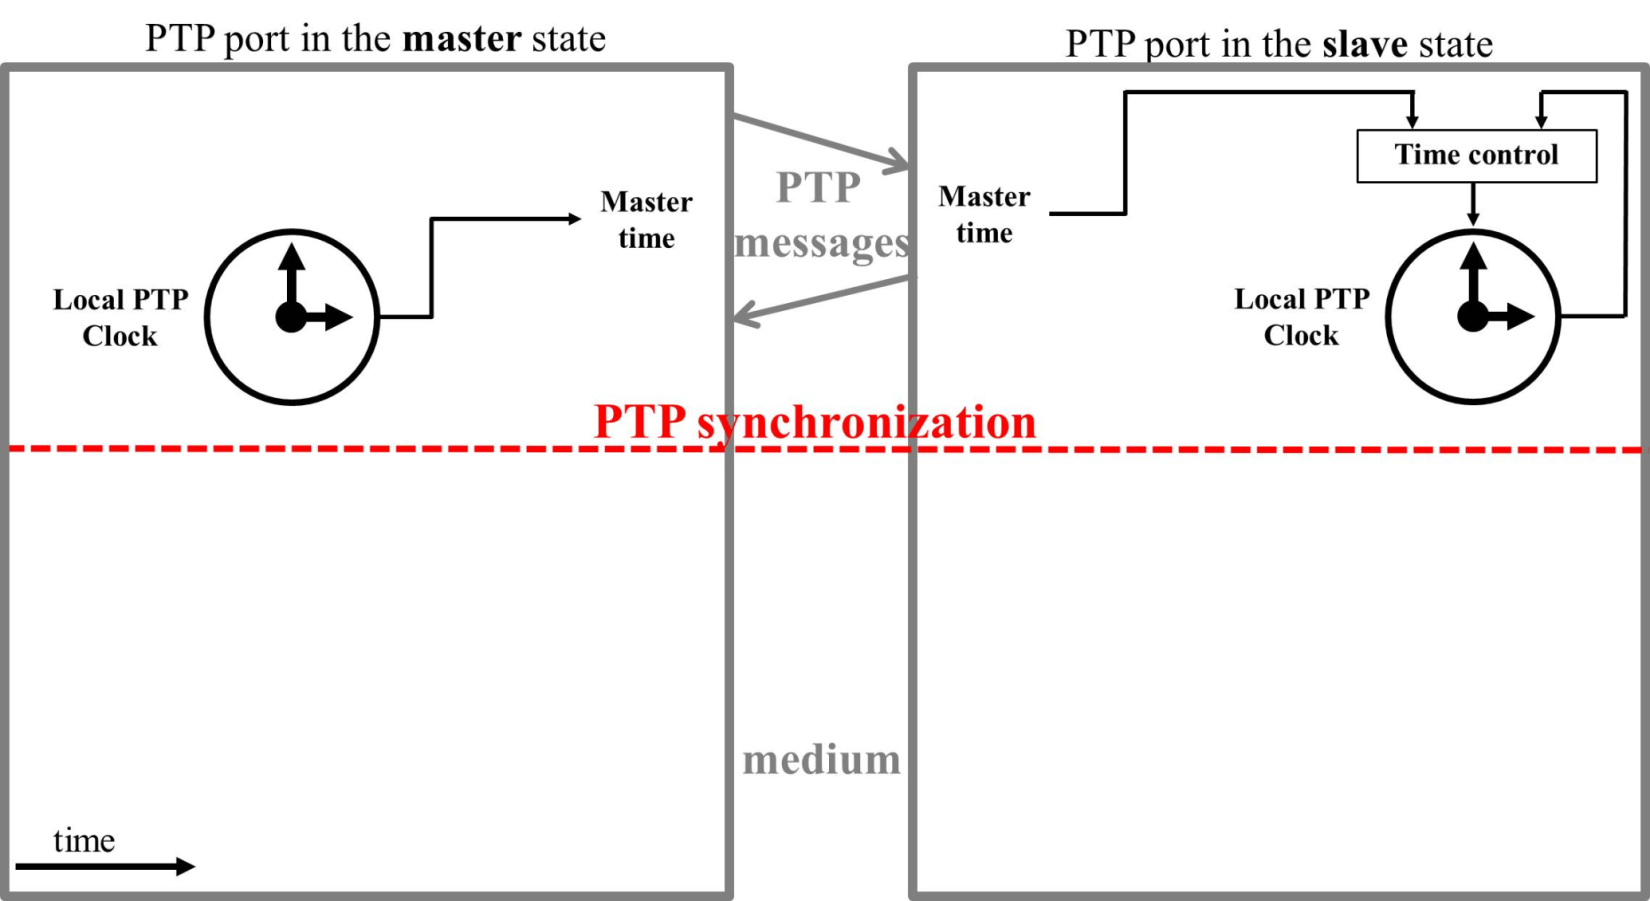 PTP port in the master state
PTP port in the slave state
Master
time
Local PTP
Clock
PTP
messages
Master
time
Time control
Local PTP
Clock
PTP synchronization
medium
time